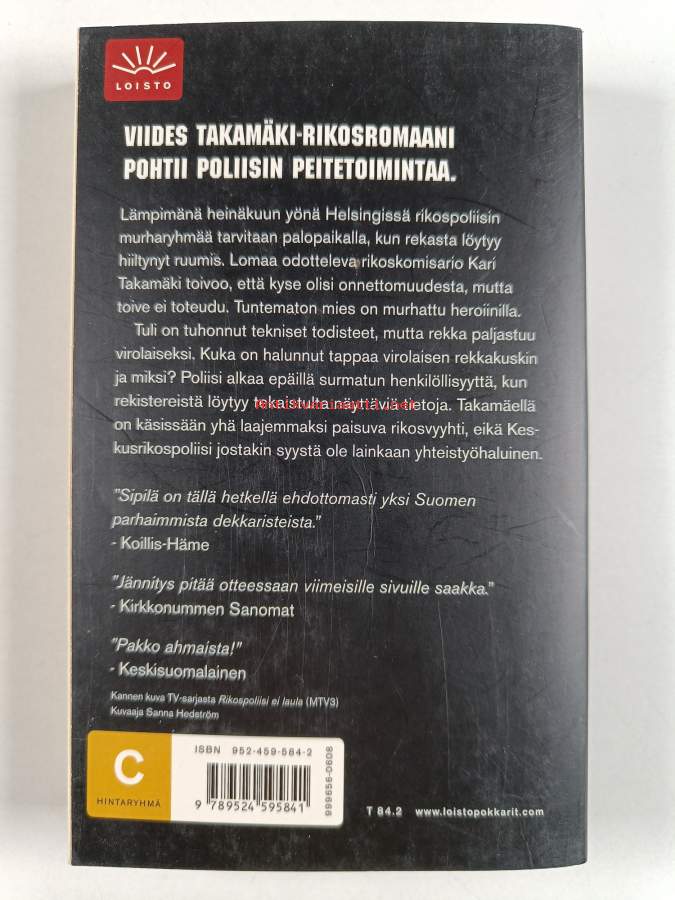 LOISTO
VIIDES TAKAMÄKI-RIKOSROMAANI
POHTII POLIISIN PEITETOIMINTAA.
Lämpimänä heinäkuun yönä Helsingissä rikospoliisin
murharyhmää tarvitaan palopaikalla, kun rekasta löytyy
hiiltynyt ruumis. Lomaa odotteleva rikoskomisario Kari
Takamäki toivoo, että kyse olisi onnettomuudesta, mutta
toive ei toteudu. Tuntematon mies on murhattu heroiinilla.
Tuli on tuhonnut tekniset todisteet, mutta rekka paljastuu
virolaiseksi. Kuka on halunnut tappaa virolaisen rekkakuskin
ja miksi? Poliisi alkaa epäillä surmatun henkilöllisyyttä, kun
rekistereistä löytyy tekaistulta näyttäviä tietoja. Takamäellä
on käsissään yhä laajemmaksi paisuva rikosvyyhti, eikä Kes-
kusrikospoliisi jostakin syystä ole lainkaan yhteistyöhaluinen.
"Sipilä on tällä hetkellä ehdottomasti yksi Suomen
parhaimmista dekkaristeista."
- Koillis-Häme
"Jännitys pitää otteessaan viimeisille sivuille saakka."
- Kirkkonummen Sanomat
"Pakko ahmaista!"
- Keskisuomalainen
Kannen kuva TV-sarjasta Rikospoliisi ei laula (MTV3)
Kuvaaja Sanna Hedström
C
HINTARYHMÄ
ISBN 952-459-584-2
9 789524 595841
999656-0608
T 84.2 www.loistopokkarit.com